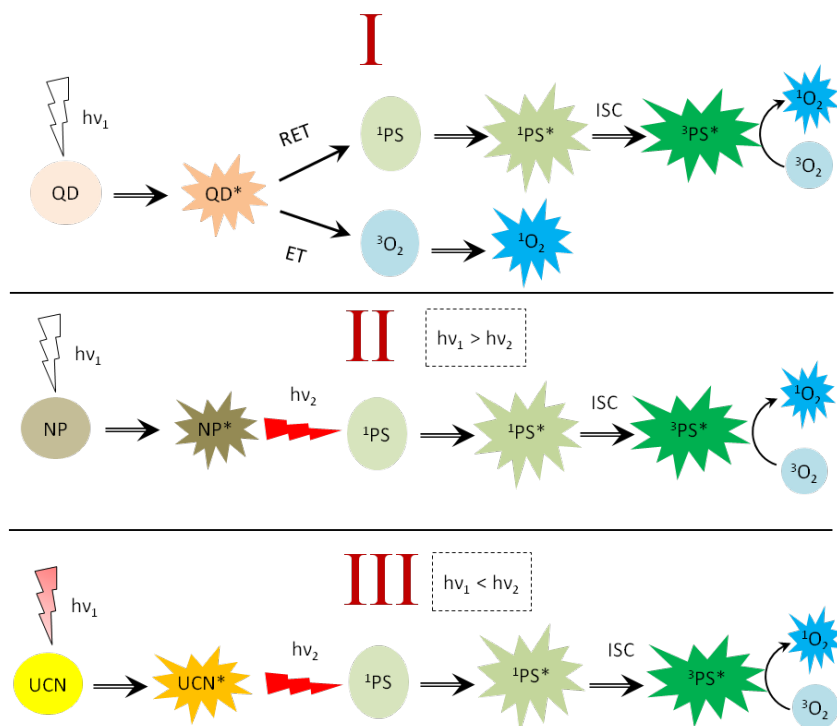 I
hν₁
QD
QD*
RET
ET
¹PS
¹PS*
ISC
³PS*
¹O₂
³O₂
³O₂
¹O₂
II
hν₁ > hν₂
hν₁
NP
NP*
hν₂
¹PS
¹PS*
ISC
³PS*
¹O₂
³O₂
III
hν₁ < hν₂
hν₁
UCN
UCN*
hν₂
¹PS
¹PS*
ISC
³PS*
¹O₂
³O₂